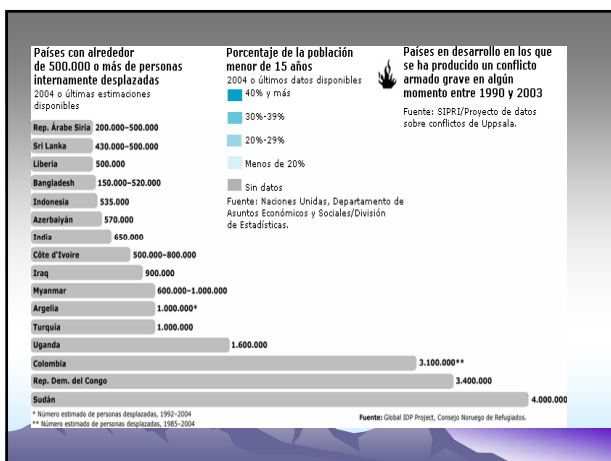 Países con alrededor
de 500.000 o más de personas
internamente desplazadas
2004 o últimas estimaciones
disponibles
Rep. Árabe Siria 200.000–500.000
Sri Lanka 430.000–500.000
Liberia 500.000
Bangladesh 150.000–520.000
Indonesia 535.000
Azerbaiyán 570.000
India 650.000
Côte d'Ivoire 500.000–800.000
Iraq 900.000
Myanmar 600.000–1.000.000
Argelia 1.000.000*
Turquía 1.000.000
Uganda 1.600.000
Colombia 3.100.000**
Rep. Dem. del Congo 3.400.000
Sudán 4.000.000
* Número estimado de personas desplazadas, 1992–2004
** Número estimado de personas desplazadas, 1985–2004
Fuente: Global IDP Project, Consejo Noruego de Refugiados.
Porcentaje de la población
menor de 15 años
2004 o últimos datos disponibles
40% y más
30%-39%
20%-29%
Menos de 20%
Sin datos
Fuente: Naciones Unidas, Departamento de
Asuntos Económicos y Sociales/División
de Estadísticas.
Países en desarrollo en los que
se ha producido un conflicto
armado grave en algún
momento entre 1990 y 2003
Fuente: SIPRI/Proyecto de datos
sobre conflictos de Uppsala.